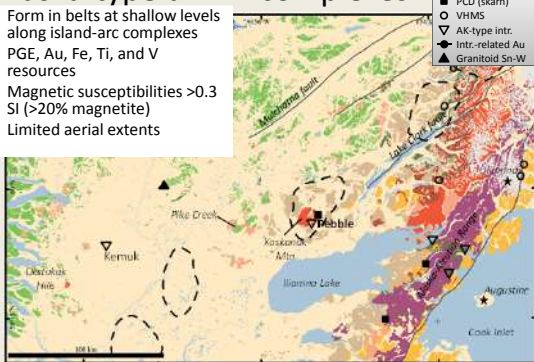 Form in belts at shallow levels
along island-arc complexes
PGE, Au, Fe, Ti, and V
resources
Magnetic susceptibilities >0.3
SI (>20% magnetite)
Limited aerial extents
PCD (skarn)
VHMS
AK-type intr.
Intr.-related Au
Granitoid Sn-W
Mulchatna fault
Lake Clark fault
Pike Creek
Pebble
Kaskanak
Mtn
Kemuk
Iliamna Lake
Augustine
Cook Inlet
100 km